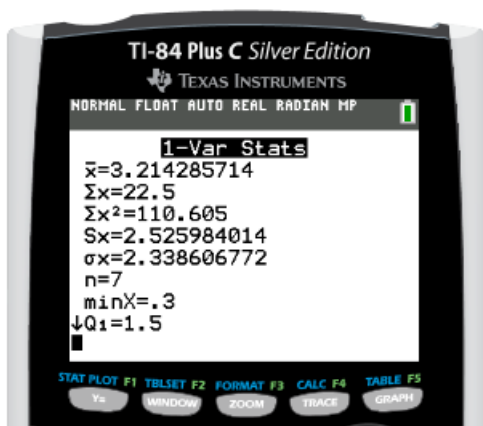 TI-84 Plus C Silver Edition
TEXAS INSTRUMENTS
NORMAL FLOAT AUTO REAL RADIAN MP
1-Var Stats
x̄=3.214285714
Σx=22.5
Σx²=110.605
Sx=2.525984014
σx=2.338606772
n=7
minX=.3
↓Q₁=1.5
STAT PLOT F1 TBLSET F2 FORMAT F3 CALC F4 TABLE F5
Y= WINDOW ZOOM TRACE GRAPH